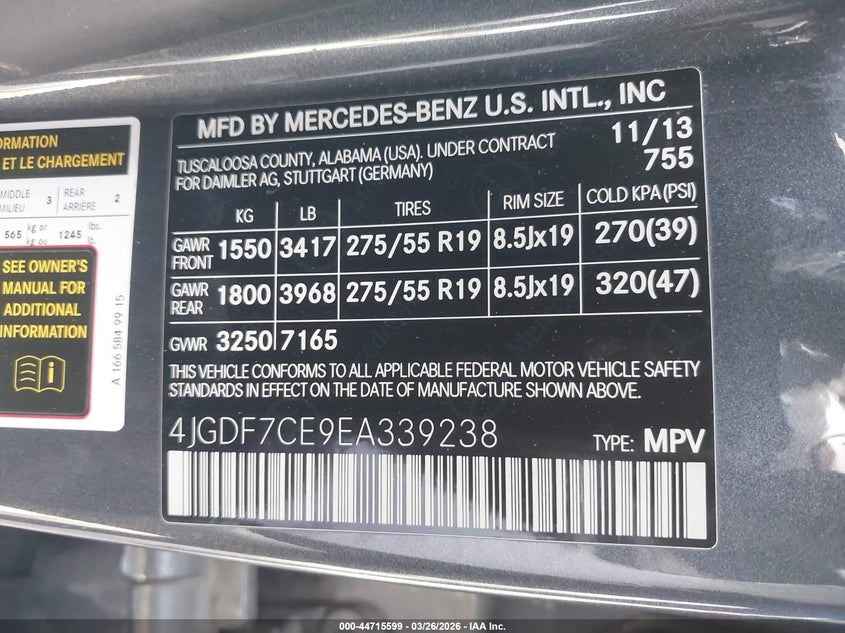 ORMATION
ET LE CHARGEMENT
MIDDLE 3 REAR 2
MILIEU ARRIÈRE
565 kg or 1245 lbs.
kg ou lb.
SEE OWNER'S
MANUAL FOR
ADDITIONAL
INFORMATION
A 166 584 99 15
MFD BY MERCEDES-BENZ U.S. INTL., INC
TUSCALOOSA COUNTY, ALABAMA (USA). UNDER CONTRACT 11/13
FOR DAIMLER AG, STUTTGART (GERMANY) 755
KG LB TIRES RIM SIZE COLD KPA (PSI)
GAWR FRONT 1550 3417 275/55 R19 8.5Jx19 270(39)
GAWR REAR 1800 3968 275/55 R19 8.5Jx19 320(47)
GVWR 3250 7165
THIS VEHICLE CONFORMS TO ALL APPLICABLE FEDERAL MOTOR VEHICLE SAFETY
STANDARDS IN EFFECT ON THE DATE OF MANUFACTURE SHOWN ABOVE.
4JGDF7CE9EA339238 TYPE: MPV
000-44715599 - 03/26/2026 - IAA Inc.